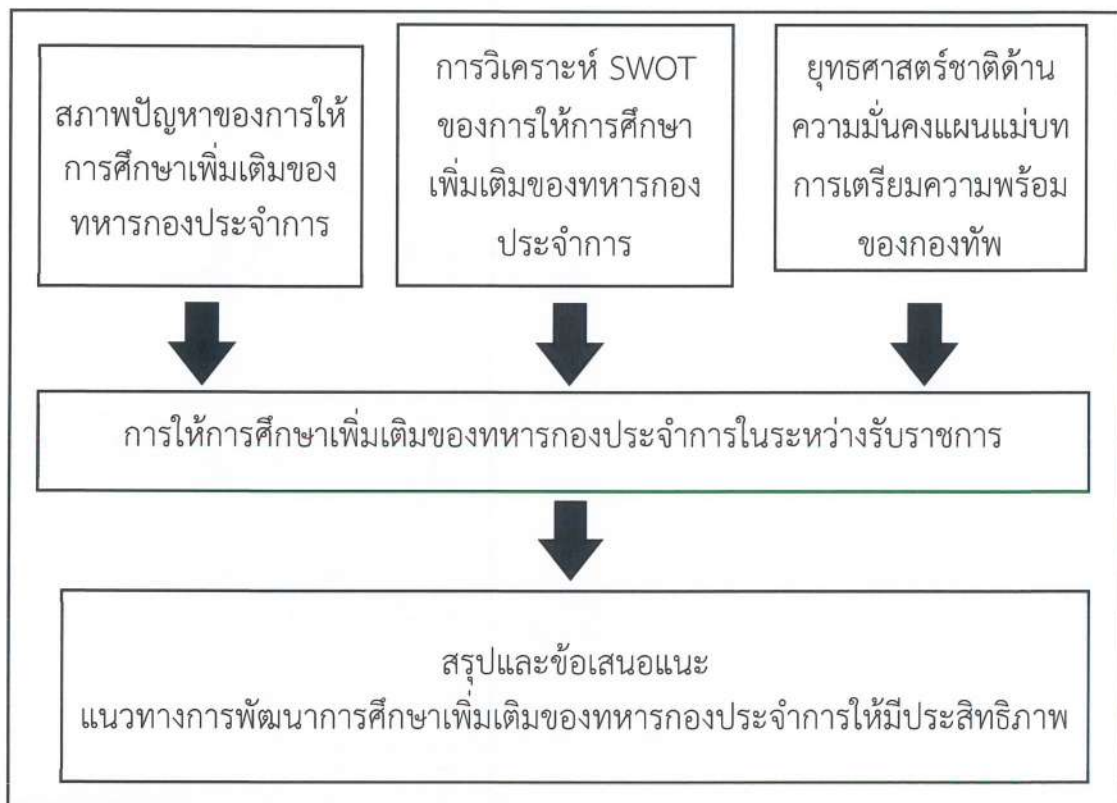 สภาพปัญหาของการให้
การศึกษาเพิ่มเติมของ
ทหารกองประจำการ
การวิเคราะห์ SWOT
ของการให้การศึกษา
เพิ่มเติมของทหารกอง
ประจำการ
ยุทธศาสตร์ชาติด้าน
ความมั่นคงแผนแม่บท
การเตรียมความพร้อม
ของกองทัพ
การให้การศึกษาเพิ่มเติมของทหารกองประจำการในระหว่างรับราชการ
สรุปและข้อเสนอแนะ
แนวทางการพัฒนาการศึกษาเพิ่มเติมของทหารกองประจำการให้มีประสิทธิภาพ